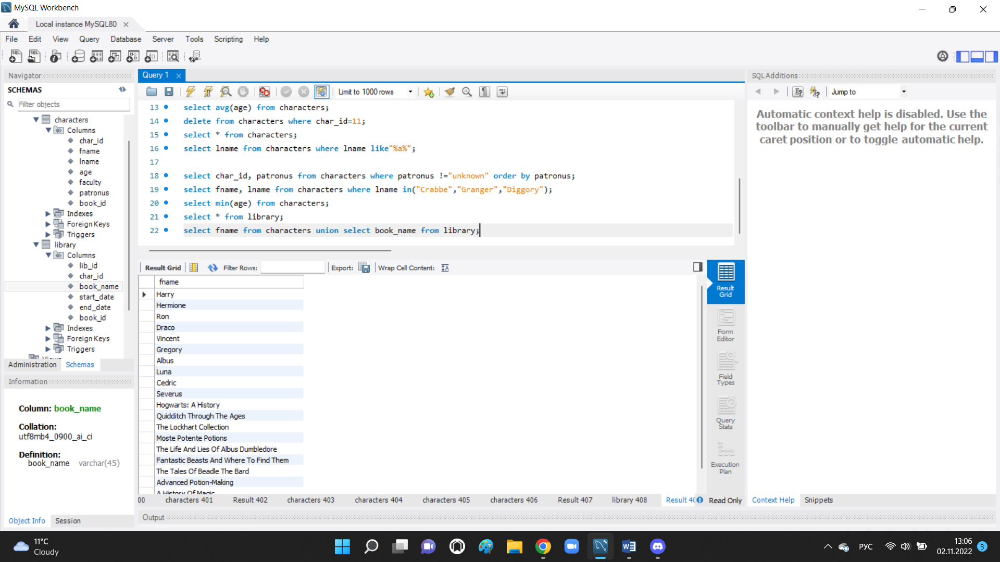 MySQL Workbench
Local instance MySQL80
File Edit View Query Database Server Tools Scripting Help
Navigator
SCHEMAS
Filter objects
characters
Columns
char_id
fname
lname
age
faculty
patronus
book_id
Indexes
Foreign Keys
Triggers
library
Columns
lib_id
char_id
book_name
start_date
end_date
book_id
Indexes
Foreign Keys
Triggers
Administration Schemas
Information
Column: book_name
Collation:
utf8mb4_0900_ai_ci
Definition:
book_name varchar(45)
Object Info Session
Query 1
Limit to 1000 rows
13 select avg(age) from characters;
14 delete from characters where char_id=11;
15 select * from characters;
16 select lname from characters where lname like"%a%";
17
18 select char_id, patronus from characters where patronus !="unknown" order by patronus;
19 select fname, lname from characters where lname in("Crabbe","Granger","Diggory");
20 select min(age) from characters;
21 select * from library;
22 select fname from characters union select book_name from library;
Result Grid Filter Rows: Export: Wrap Cell Content:
fname
Harry
Hermione
Ron
Draco
Vincent
Gregory
Albus
Luna
Cedric
Severus
Hogwarts: A History
Quidditch Through The Ages
The Lockhart Collection
Moste Potente Potions
The Life And Lies Of Albus Dumbledore
Fantastic Beasts And Where To Find Them
The Tales Of Beadle The Bard
Advanced Potion-Making
A History Of Magic
Result
Grid
Form
Editor
Field
Types
Query
Stats
Execution
Plan
00 characters 401 Result 402 characters 403 characters 404 characters 405 characters 406 Result 407 library 408 Result 40 Read Only
Output
SQLAdditions
Jump to
Automatic context help is disabled. Use the
toolbar to manually get help for the current
caret position or to toggle automatic help.
Context Help Snippets
11°C
Cloudy
РУС
13:06
02.11.2022
3